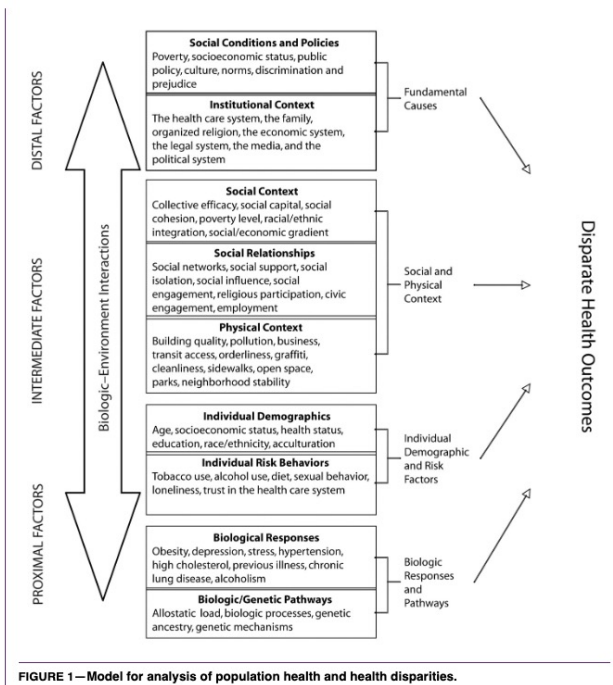 DISTAL FACTORS
INTERMEDIATE FACTORS
PROXIMAL FACTORS
Biologic–Environment Interactions
Social Conditions and Policies
Poverty, socioeconomic status, public
policy, culture, norms, discrimination and
prejudice
Institutional Context
The health care system, the family,
organized religion, the economic system,
the legal system, the media, and the
political system
Fundamental
Causes
Social Context
Collective efficacy, social capital, social
cohesion, poverty level, racial/ethnic
integration, social/economic gradient
Social Relationships
Social networks, social support, social
isolation, social influence, social
engagement, religious participation, civic
engagement, employment
Physical Context
Building quality, pollution, business,
transit access, orderliness, graffiti,
cleanliness, sidewalks, open space,
parks, neighborhood stability
Social and
Physical
Context
Individual Demographics
Age, socioeconomic status, health status,
education, race/ethnicity, acculturation
Individual Risk Behaviors
Tobacco use, alcohol use, diet, sexual behavior,
loneliness, trust in the health care system
Individual
Demographic
and Risk
Factors
Biological Responses
Obesity, depression, stress, hypertension,
high cholesterol, previous illness, chronic
lung disease, alcoholism
Biologic/Genetic Pathways
Allostatic load, biologic processes, genetic
ancestry, genetic mechanisms
Biologic
Responses
and
Pathways
Disparate Health Outcomes
FIGURE 1—Model for analysis of population health and health disparities.